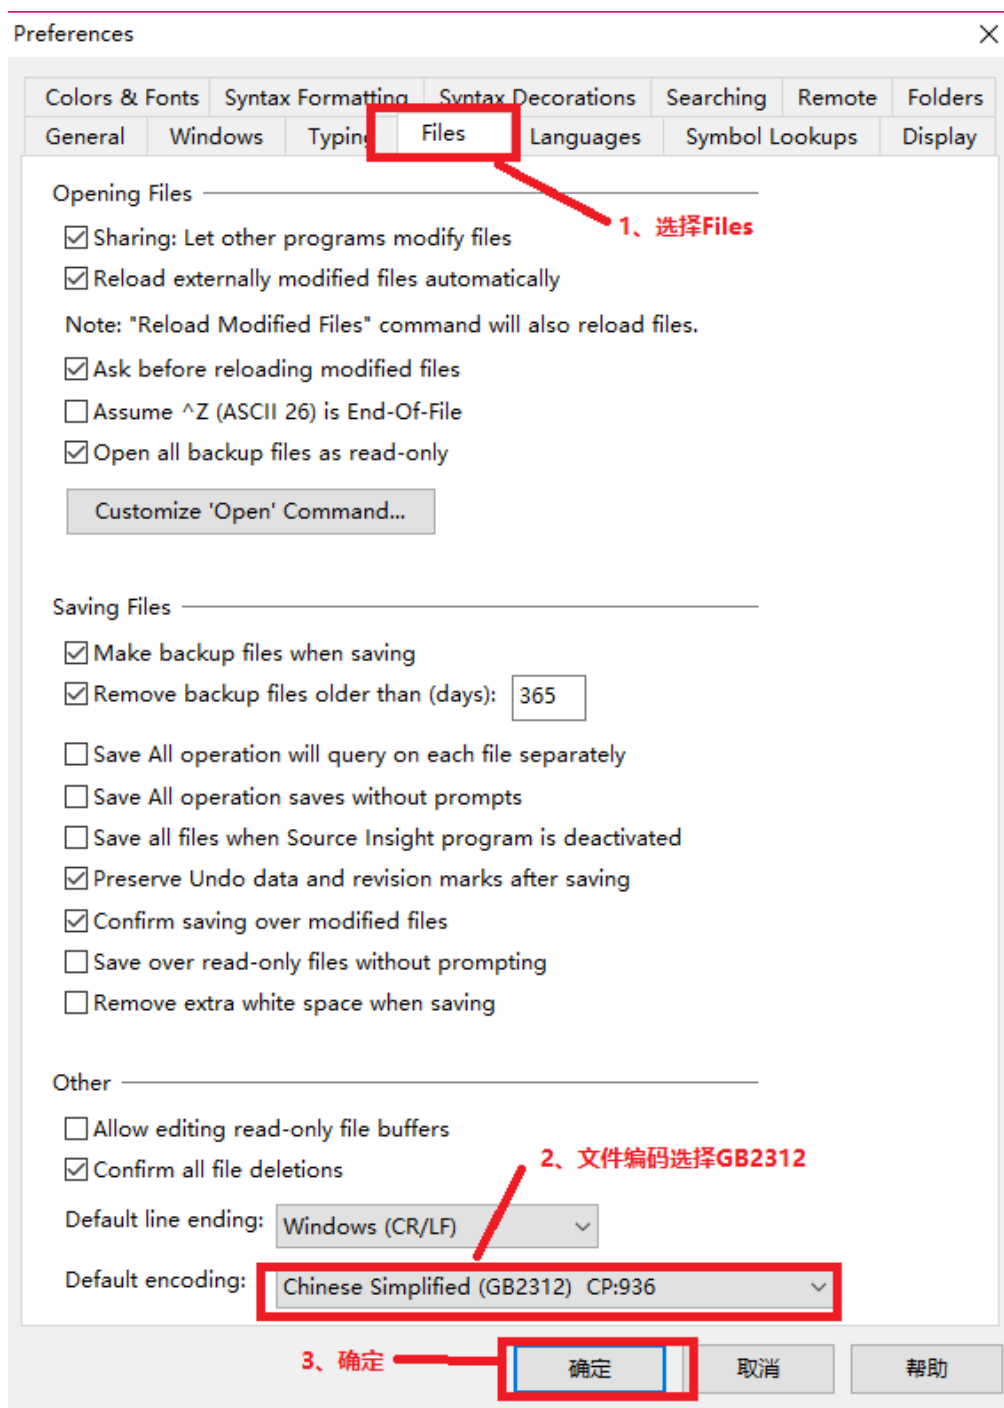 Preferences
Colors & Fonts Syntax Formatting Syntax Decorations Searching Remote Folders
General Windows Typing Files Languages Symbol Lookups Display
Opening Files
1、选择Files
Sharing: Let other programs modify files
Reload externally modified files automatically
Note: "Reload Modified Files" command will also reload files.
Ask before reloading modified files
Assume ^Z (ASCII 26) is End-Of-File
Open all backup files as read-only
Customize 'Open' Command...
Saving Files
Make backup files when saving
Remove backup files older than (days): 365
Save All operation will query on each file separately
Save All operation saves without prompts
Save all files when Source Insight program is deactivated
Preserve Undo data and revision marks after saving
Confirm saving over modified files
Save over read-only files without prompting
Remove extra white space when saving
Other
Allow editing read-only file buffers
2、文件编码选择GB2312
Confirm all file deletions
Default line ending: Windows (CR/LF)
Default encoding: Chinese Simplified (GB2312) CP:936
3、确定 确定 取消 帮助